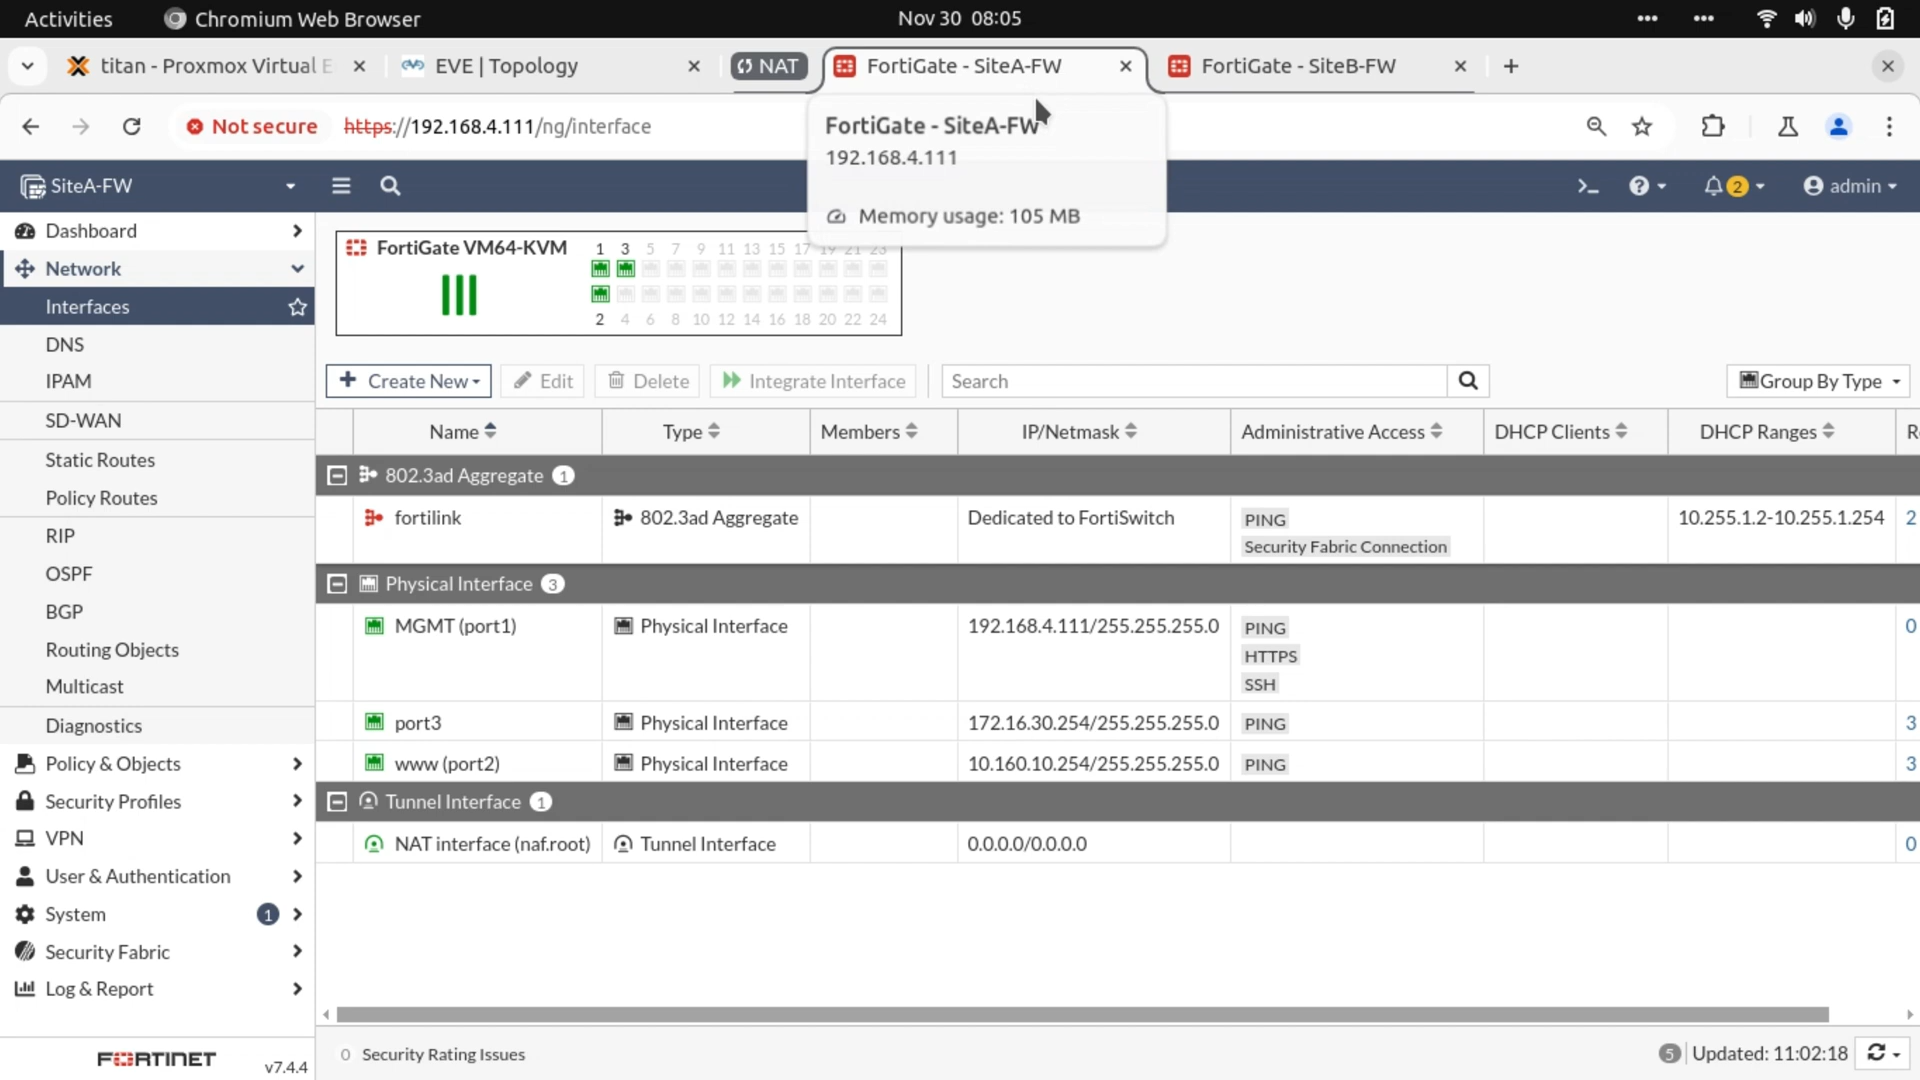 Activities Chromium Web Browser Nov 30 08:05
titan - Proxmox Virtual E EVE | Topology NAT FortiGate - SiteA-FW FortiGate - SiteB-FW
Not secure https://192.168.4.111/ng/interface
FortiGate - SiteA-FW
192.168.4.111
Memory usage: 105 MB
SiteA-FW 2 admin
Dashboard
Network
Interfaces
DNS
IPAM
SD-WAN
Static Routes
Policy Routes
RIP
OSPF
BGP
Routing Objects
Multicast
Diagnostics
Policy & Objects
Security Profiles
VPN
User & Authentication
System 1
Security Fabric
Log & Report
FORTINET v7.4.4
FortiGate VM64-KVM 1 3 5 7 9 11 13 15 17 19 21 23
2 4 6 8 10 12 14 16 18 20 22 24
Create New Edit Delete Integrate Interface Search Group By Type
Name Type Members IP/Netmask Administrative Access DHCP Clients DHCP Ranges R
802.3ad Aggregate 1
fortilink 802.3ad Aggregate Dedicated to FortiSwitch PING 10.255.1.2-10.255.1.254 2
Security Fabric Connection
Physical Interface 3
MGMT (port1) Physical Interface 192.168.4.111/255.255.255.0 PING 0
HTTPS
SSH
port3 Physical Interface 172.16.30.254/255.255.255.0 PING 3
www (port2) Physical Interface 10.160.10.254/255.255.255.0 PING 3
Tunnel Interface 1
NAT interface (naf.root) Tunnel Interface 0.0.0.0/0.0.0.0 0
0 Security Rating Issues 5 Updated: 11:02:18